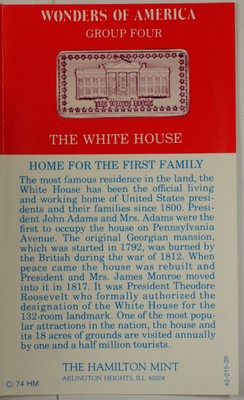 WONDERS OF AMERICA
GROUP FOUR
THE WHITE HOUSE
THE WHITE HOUSE
HOME FOR THE FIRST FAMILY
The most famous residence in the land, the
White House has been the official living
and working home of United States presi-
dents and their families since 1800. Presi-
dent John Adams and Mrs. Adams were the
first to occupy the house on Pennsylvania
Avenue. The original Georgian mansion,
which was started in 1792, was burned by
the British during the war of 1812. When
peace came the house was rebuilt and
President and Mrs. James Monroe moved
into it in 1817. It was President Theodore
Roosevelt who formally authorized the
designation of the White House for the
132-room landmark. One of the most popu-
lar attractions in the nation, the house and
its 18 acres of grounds are visited annually
by one and a half million tourists.
THE HAMILTON MINT
ARLINGTON HEIGHTS, ILL. 60004
© 74 HM
42-015-20